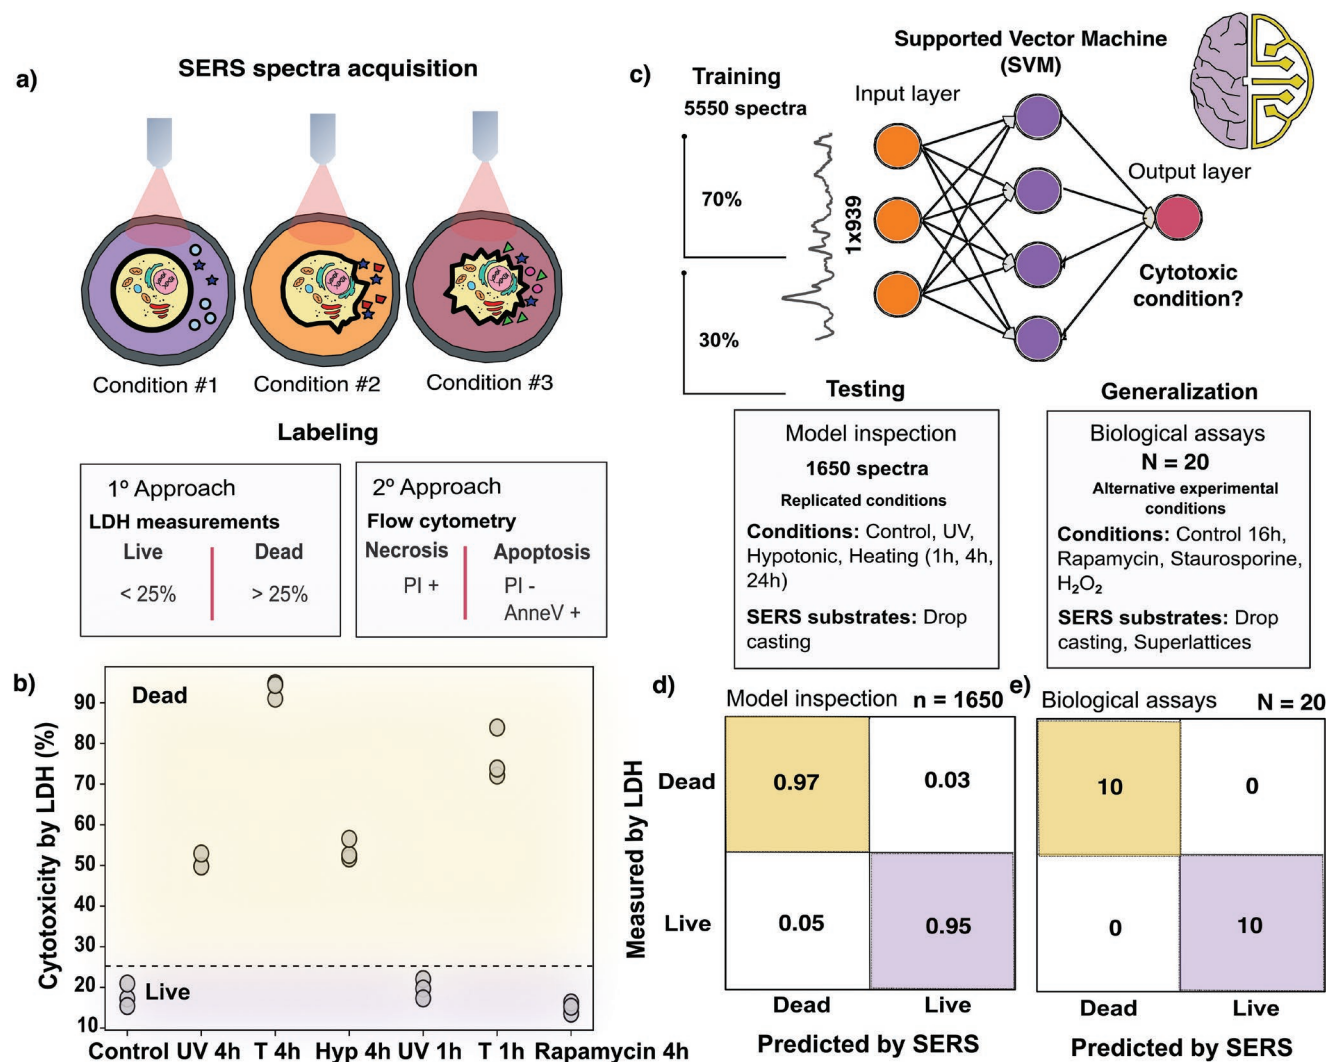 a)
SERS spectra acquisition
Condition #1
Condition #2
Condition #3
Labeling
1º Approach
LDH measurements
Live
Dead
< 25%
> 25%
2º Approach
Flow cytometry
Necrosis
Apoptosis
PI +
PI -
AnneV +
b)
Cytotoxicity by LDH (%)
90
80
70
60
50
40
30
20
10
Dead
Live
Control UV 4h T 4h Hyp 4h UV 1h T 1h Rapamycin 4h
c)
Training
5550 spectra
70%
30%
1x939
Supported Vector Machine
(SVM)
Input layer
Output layer
Cytotoxic
condition?
Testing
Model inspection
1650 spectra
Replicated conditions
Conditions: Control, UV,
Hypotonic, Heating (1h, 4h,
24h)
SERS substrates: Drop
casting
Generalization
Biological assays
N = 20
Alternative experimental
conditions
Conditions: Control 16h,
Rapamycin, Staurosporine,
H₂O₂
SERS substrates: Drop
casting, Superlattices
d)
Model inspection n = 1650
Measured by LDH
Dead
0.97
0.03
Live
0.05
0.95
Dead
Live
Predicted by SERS
e)
Biological assays N = 20
10
0
0
10
Dead
Live
Predicted by SERS